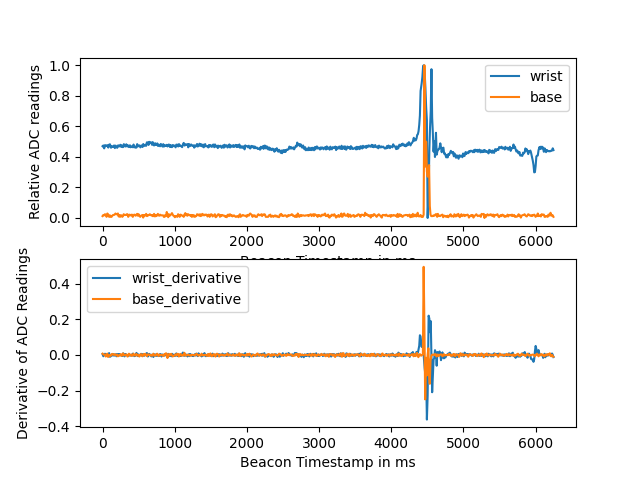 Relative ADC readings
1.0
0.8
0.6
0.4
0.2
0.0
wrist
base
0 1000 2000 3000 4000 5000 6000
Beacon Timestamp in ms
Derivative of ADC Readings
0.4
0.2
0.0
−0.2
−0.4
wrist_derivative
base_derivative
0 1000 2000 3000 4000 5000 6000
Beacon Timestamp in ms